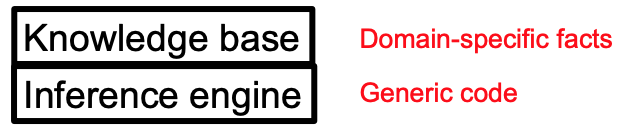 Knowledge base Domain-specific facts
Inference engine Generic code